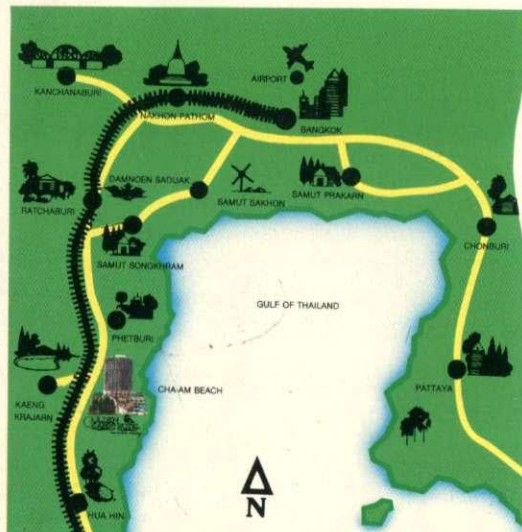 AIRPORT
KANCHANABURI
NAKHON PATHOM
BANGKOK
DAMNOEN SADUAK
RATCHABURI
SAMUT SAKHON
SAMUT PRAKARN
SAMUT SONGKHRAM
CHONBURI
GULF OF THAILAND
PHETBURI
CHA-AM BEACH
KAENG
KRAJARN
PATTAYA
HUA HIN
N